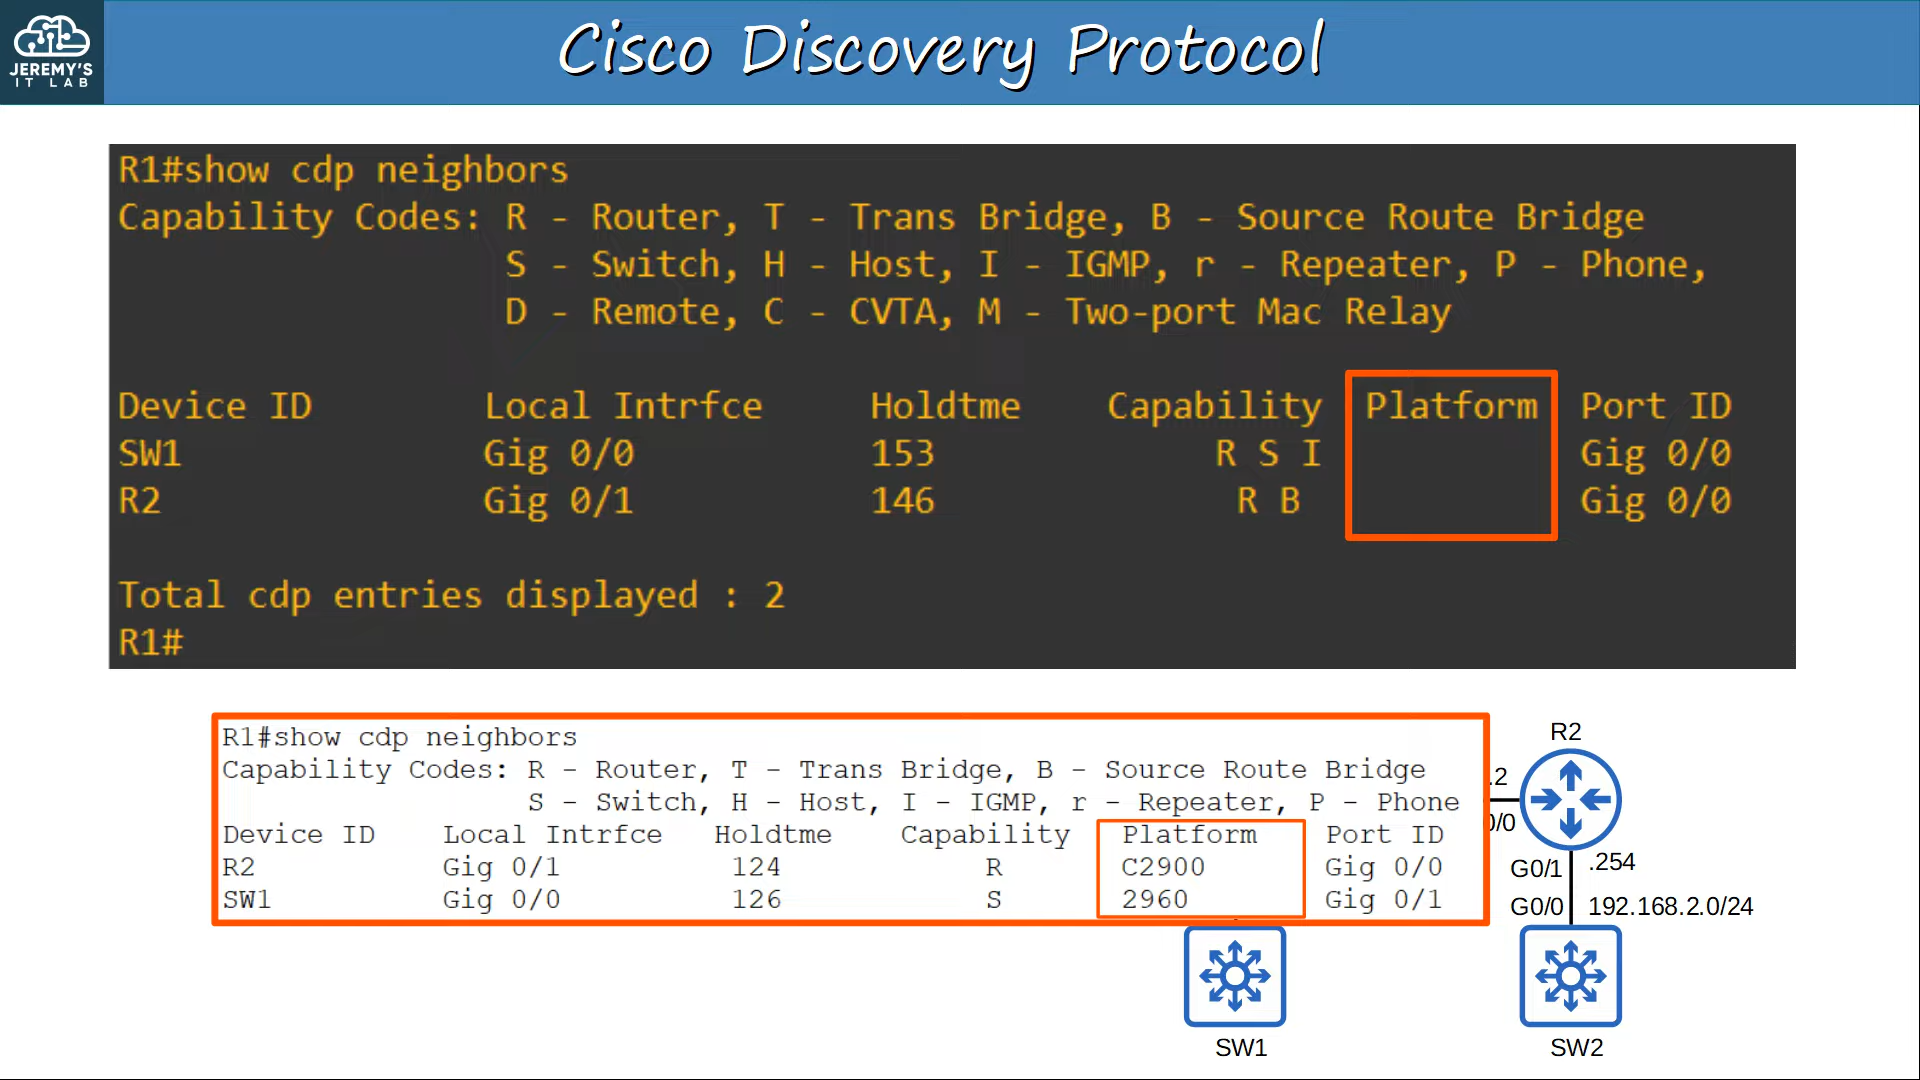 JEREMY'S
IT LAB
Cisco Discovery Protocol
R1#show cdp neighbors
Capability Codes: R - Router, T - Trans Bridge, B - Source Route Bridge
S - Switch, H - Host, I - IGMP, r - Repeater, P - Phone,
D - Remote, C - CVTA, M - Two-port Mac Relay
Device ID Local Intrfce Holdtme Capability Platform Port ID
SW1 Gig 0/0 153 R S I Gig 0/0
R2 Gig 0/1 146 R B Gig 0/0
Total cdp entries displayed : 2
R1#
R1#show cdp neighbors
Capability Codes: R - Router, T - Trans Bridge, B - Source Route Bridge
S - Switch, H - Host, I - IGMP, r - Repeater, P - Phone
Device ID Local Intrfce Holdtme Capability Platform Port ID
R2 Gig 0/1 124 R C2900 Gig 0/0
SW1 Gig 0/0 126 S 2960 Gig 0/1
R2
.2
0/0
G0/1 .254
G0/0 192.168.2.0/24
SW1
SW2